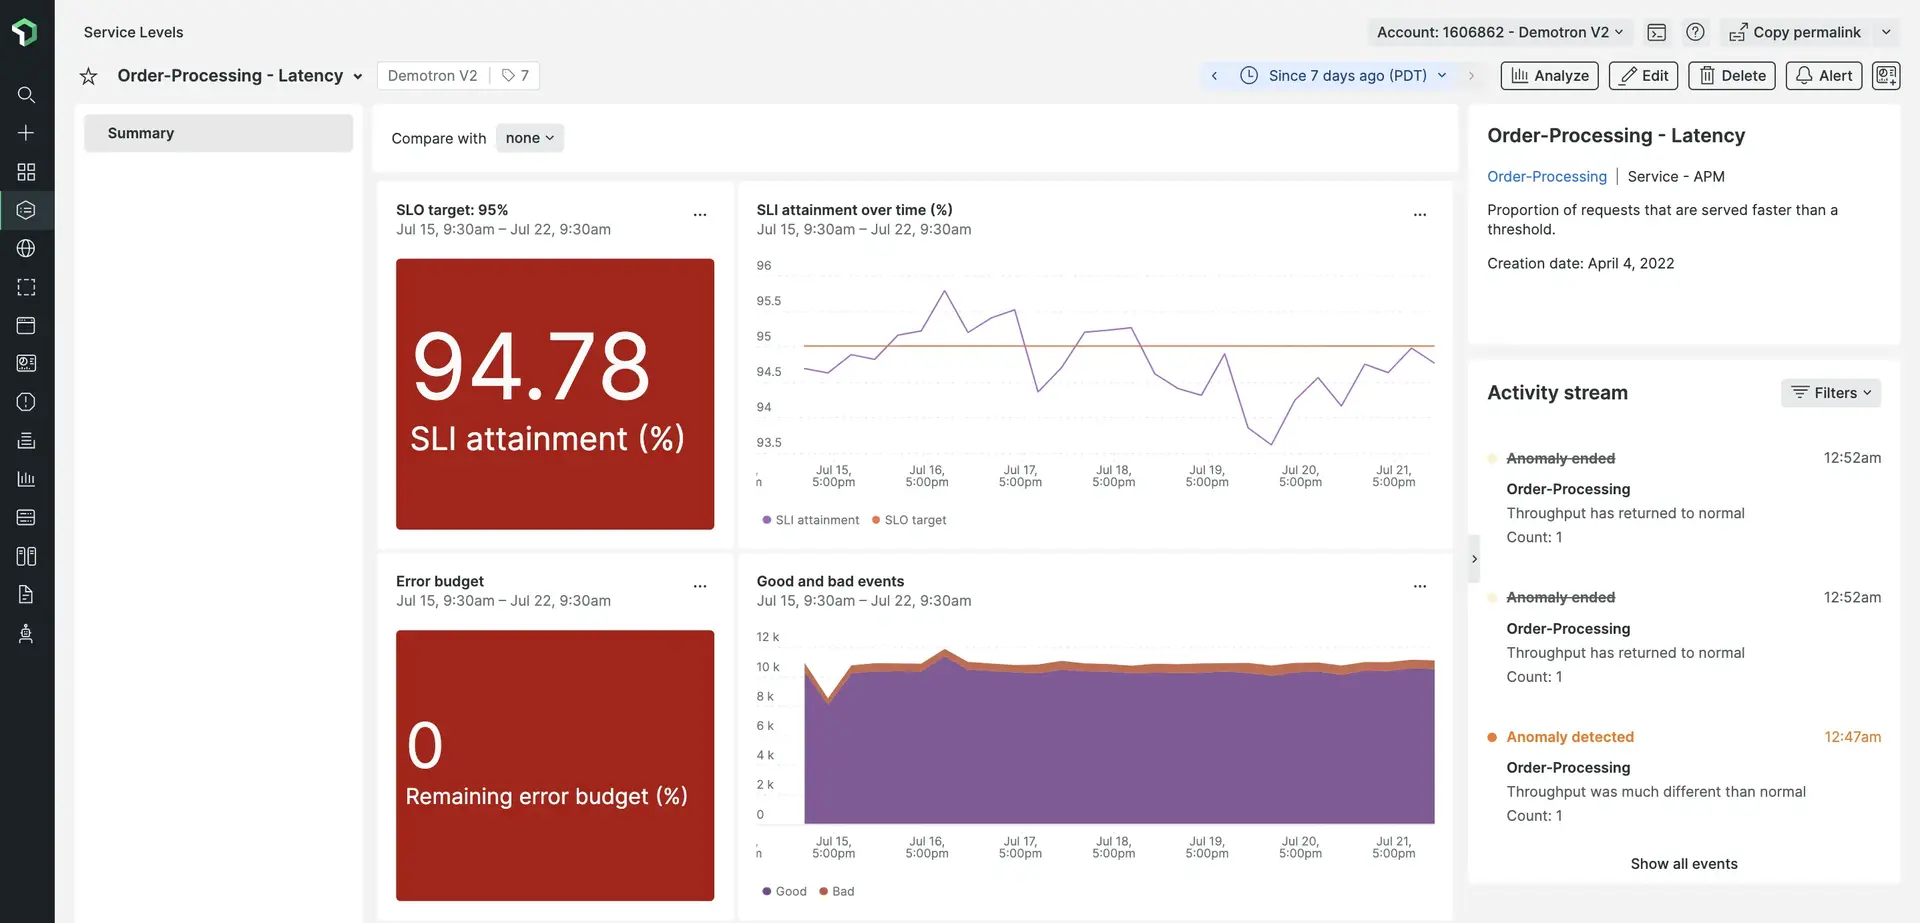 Service Levels
Account: 1606862 - Demotron V2
Copy permalink
Order-Processing - Latency
Demotron V2
7
Since 7 days ago (PDT)
Analyze
Edit
Delete
Alert
Summary
Compare with
none
SLO target: 95%
Jul 15, 9:30am – Jul 22, 9:30am
94.78
SLI attainment (%)
SLI attainment over time (%)
Jul 15, 9:30am – Jul 22, 9:30am
96
95.5
95
94.5
94
93.5
Jul 15, 5:00pm
Jul 16, 5:00pm
Jul 17, 5:00pm
Jul 18, 5:00pm
Jul 19, 5:00pm
Jul 20, 5:00pm
Jul 21, 5:00pm
SLI attainment
SLO target
Error budget
Jul 15, 9:30am – Jul 22, 9:30am
0
Remaining error budget (%)
Good and bad events
Jul 15, 9:30am – Jul 22, 9:30am
12 k
10 k
8 k
6 k
4 k
2 k
0
Jul 15, 5:00pm
Jul 16, 5:00pm
Jul 17, 5:00pm
Jul 18, 5:00pm
Jul 19, 5:00pm
Jul 20, 5:00pm
Jul 21, 5:00pm
Good
Bad
Order-Processing - Latency
Order-Processing | Service - APM
Proportion of requests that are served faster than a
threshold.
Creation date: April 4, 2022
Activity stream
Filters
Anomaly ended
12:52am
Order-Processing
Throughput has returned to normal
Count: 1
Anomaly ended
12:52am
Order-Processing
Throughput has returned to normal
Count: 1
Anomaly detected
12:47am
Order-Processing
Throughput was much different than normal
Count: 1
Show all events